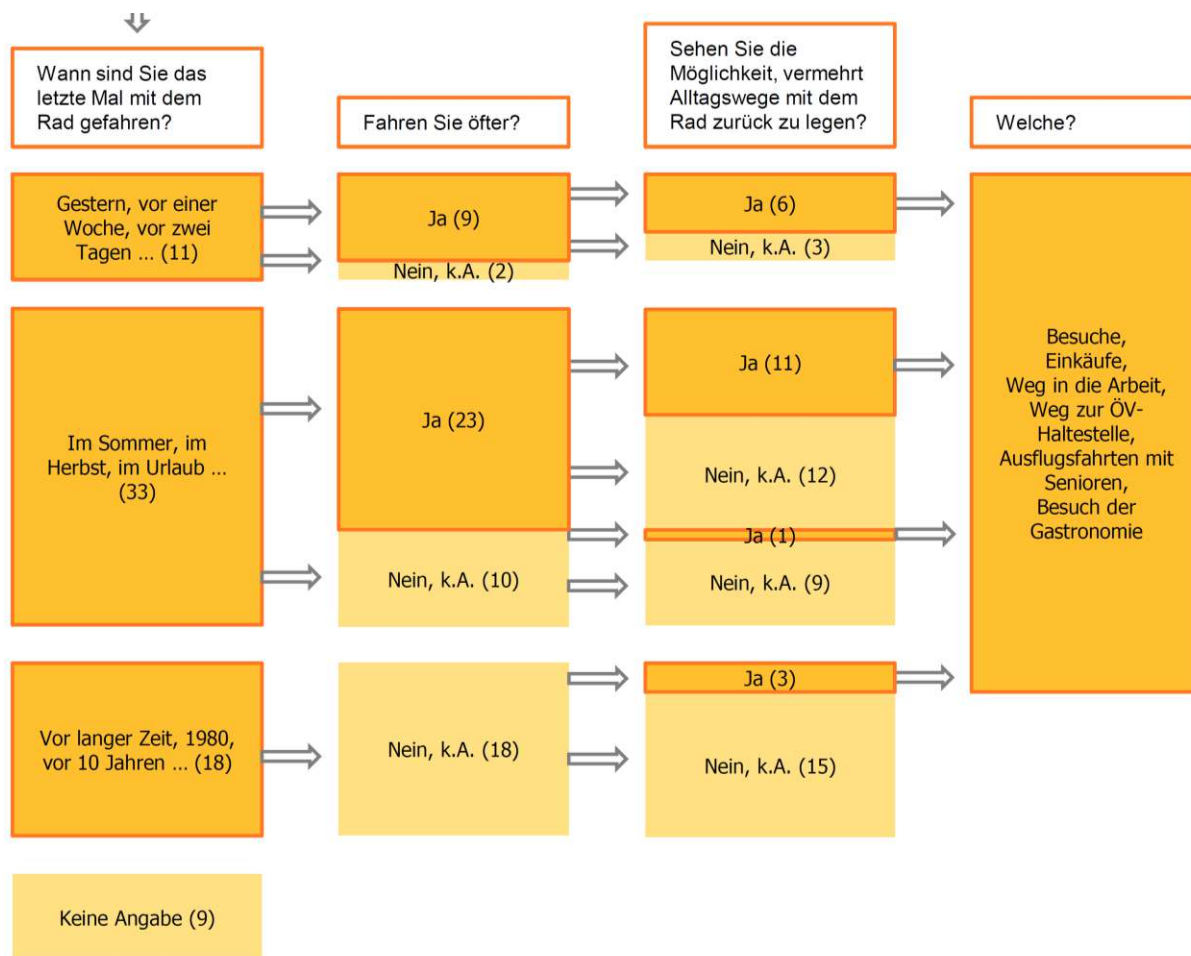 Wann sind Sie das
letzte Mal mit dem
Rad gefahren?
Fahren Sie öfter?
Sehen Sie die
Möglichkeit, vermehrt
Alltagswege mit dem
Rad zurück zu legen?
Welche?
Gestern, vor einer
Woche, vor zwei
Tagen ... (11)
Ja (9)
Nein, k.A. (2)
Ja (6)
Nein, k.A. (3)
Im Sommer, im
Herbst, im Urlaub ...
(33)
Ja (23)
Nein, k.A. (10)
Ja (11)
Nein, k.A. (12)
Ja (1)
Nein, k.A. (9)
Besuche,
Einkäufe,
Weg in die Arbeit,
Weg zur ÖV-
Haltestelle,
Ausflugsfahrten mit
Senioren,
Besuch der
Gastronomie
Vor langer Zeit, 1980,
vor 10 Jahren ... (18)
Nein, k.A. (18)
Ja (3)
Nein, k.A. (15)
Keine Angabe (9)